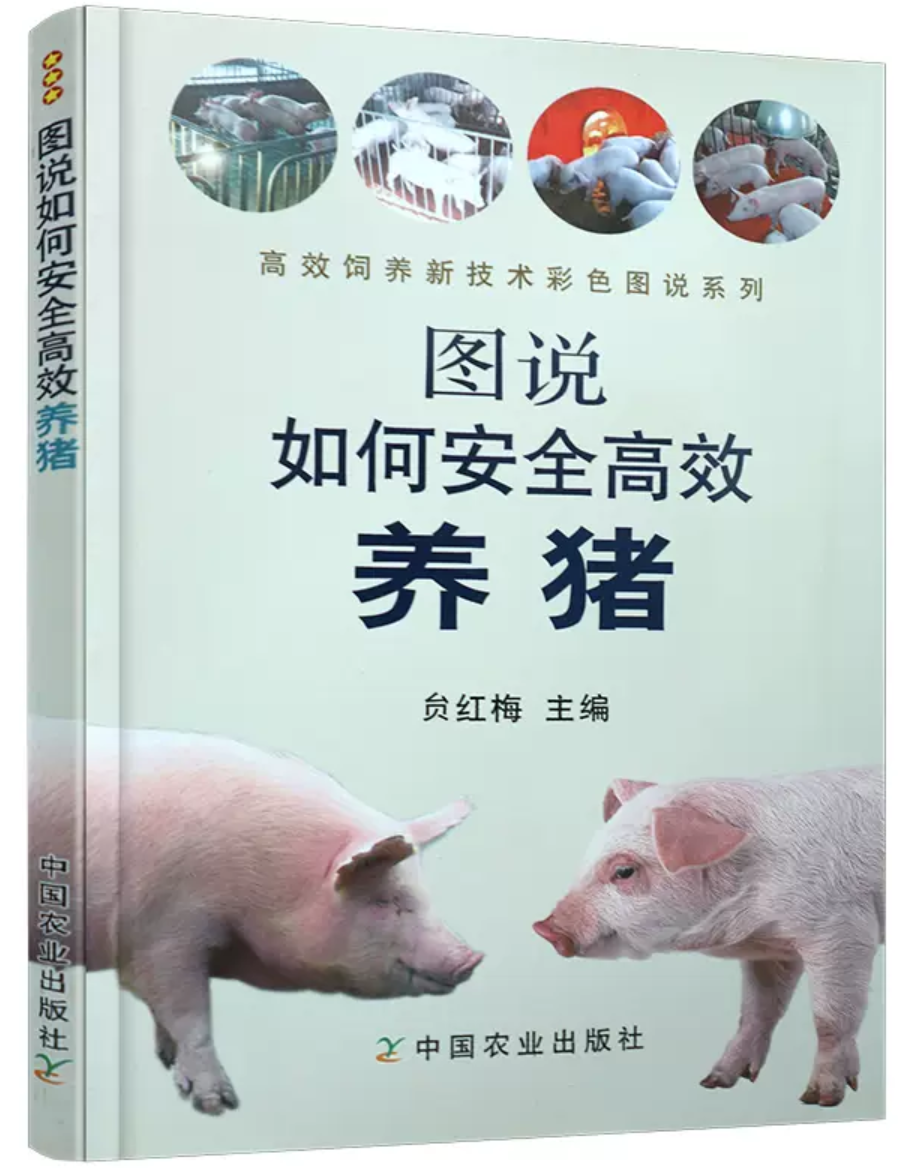 图说如何安全高效养猪
中国农业出版社
高效饲养新技术彩色图说系列
图说
如何安全高效
养猪
贠红梅 主编
中国农业出版社